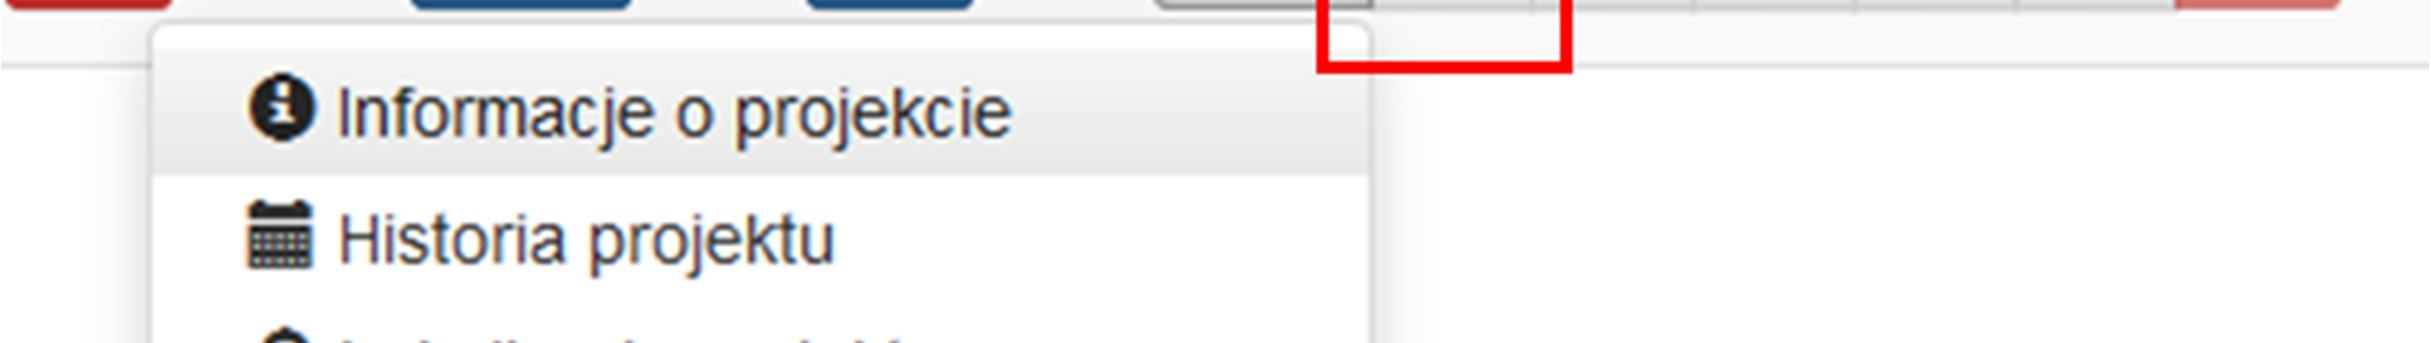 Informacje o projekcie
Historia projektu